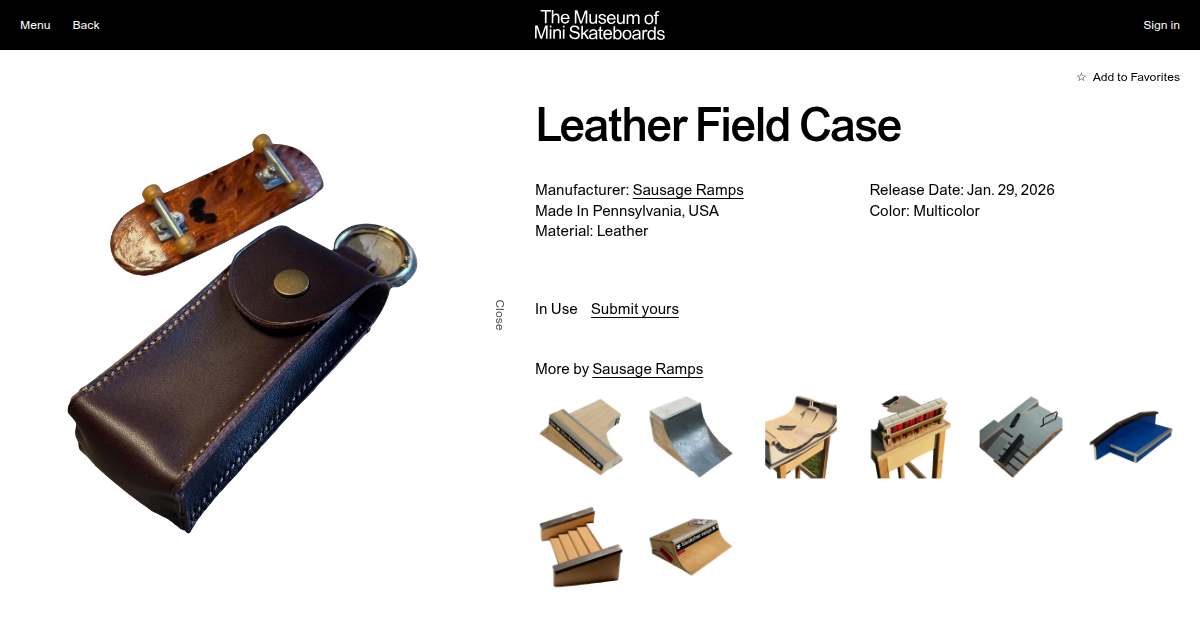 Menu
Back
The Museum of
Mini Skateboards
Sign in
☆ Add to Favorites
Leather Field Case
Manufacturer: Sausage Ramps
Made In Pennsylvania, USA
Material: Leather
Release Date: Jan. 29, 2026
Color: Multicolor
Close
In Use Submit yours
More by Sausage Ramps